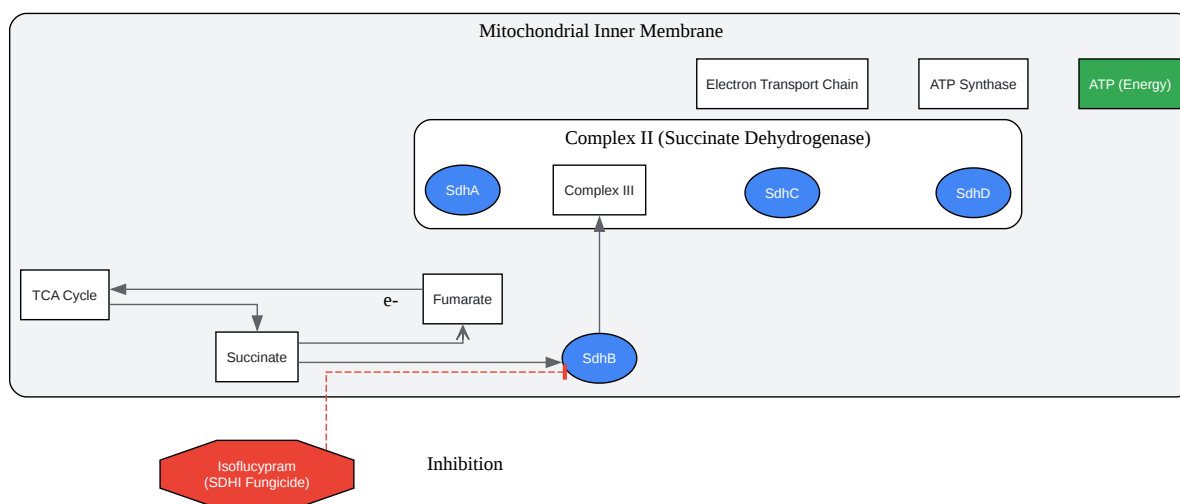 Mitochondrial Inner Membrane
Electron Transport Chain
ATP Synthase
ATP (Energy)
Complex II (Succinate Dehydrogenase)
SdhA
Complex III
SdhC
SdhD
TCA Cycle
e-
Fumarate
Succinate
SdhB
Isoflucypram
(SDHI Fungicide)
Inhibition